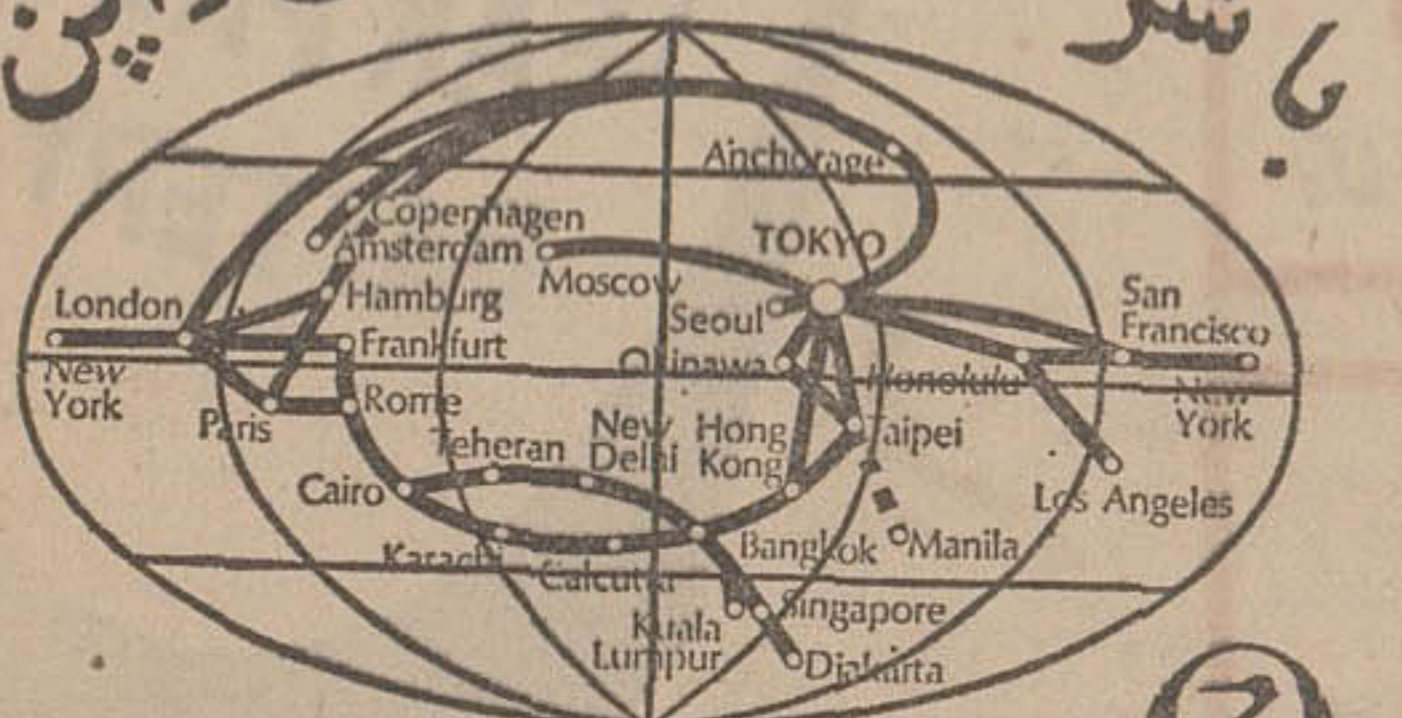 با
Anchorage
Copenhagen
Amsterdam
TOKYO
Moscow
London
Hamburg
Seoul
San
Francisco
Frankfurt
Okinawa
New
York
Honolulu
New
York
Paris
Rome
Teheran
New
Delhi
Hong
Kong
Taipei
Cairo
Los Angeles
Karachi
Calcutta
Bangkok
Manila
Kuala
Lumpur
Singapore
Djakarta